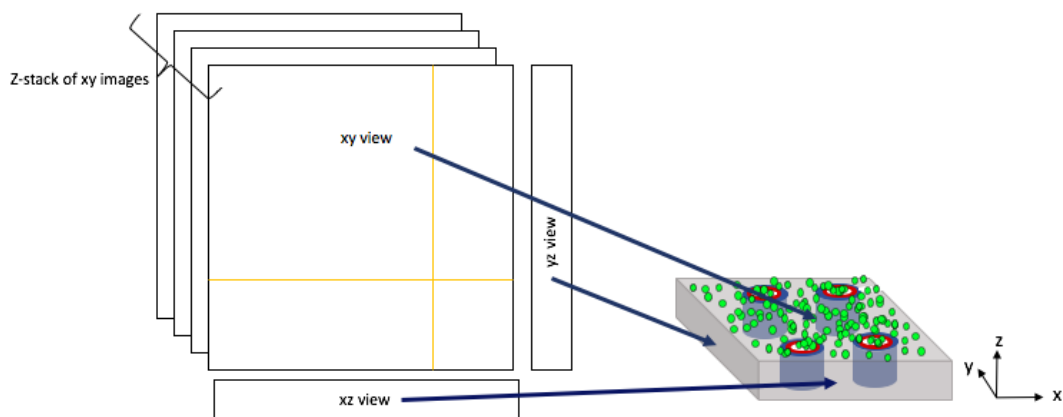 Z-stack of xy images
xy view
yz view
xz view
z
y
x